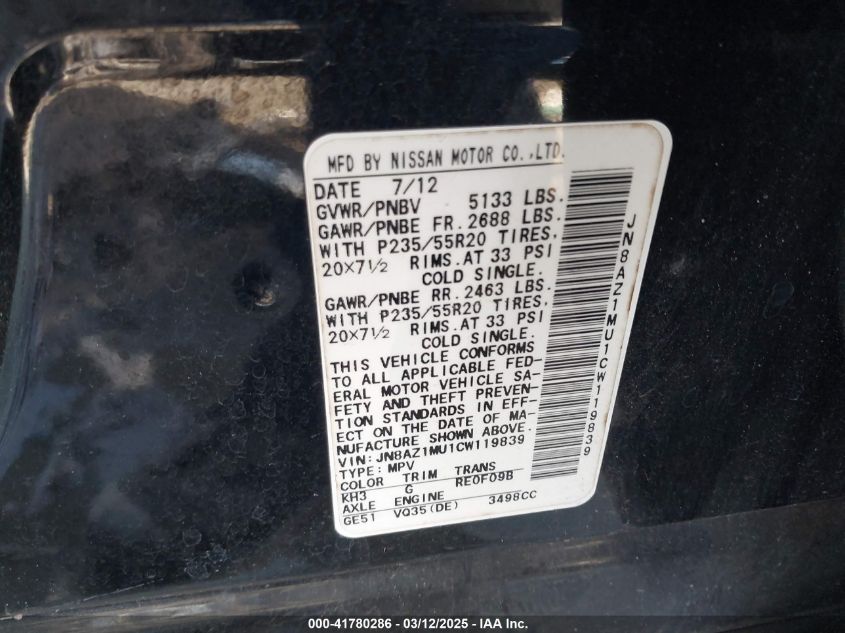 MFD BY NISSAN MOTOR CO.,LTD.
DATE 7/12
GVWR/PNBV 5133 LBS.
GAWR/PNBE FR.2688 LBS.
WITH P235/55R20 TIRES,
20X7½ RIMS.AT 33 PSI
COLD SINGLE.
GAWR/PNBE RR.2463 LBS.
WITH P235/55R20 TIRES,
20X7½ RIMS.AT 33 PSI
COLD SINGLE.
THIS VEHICLE CONFORMS
TO ALL APPLICABLE FED-
ERAL MOTOR VEHICLE SA-
FETY AND THEFT PREVEN-
TION STANDARDS IN EFF-
ECT ON THE DATE OF MA-
NUFACTURE SHOWN ABOVE.
VIN: JN8AZ1MU1CW119839
TYPE: MPV
COLOR TRIM TRANS
KH3 G RE0F09B
AXLE ENGINE
GE51 VQ35(DE) 3498CC
JN8AZ1MU1CW119839
000-41780286 - 03/12/2025 - IAA Inc.